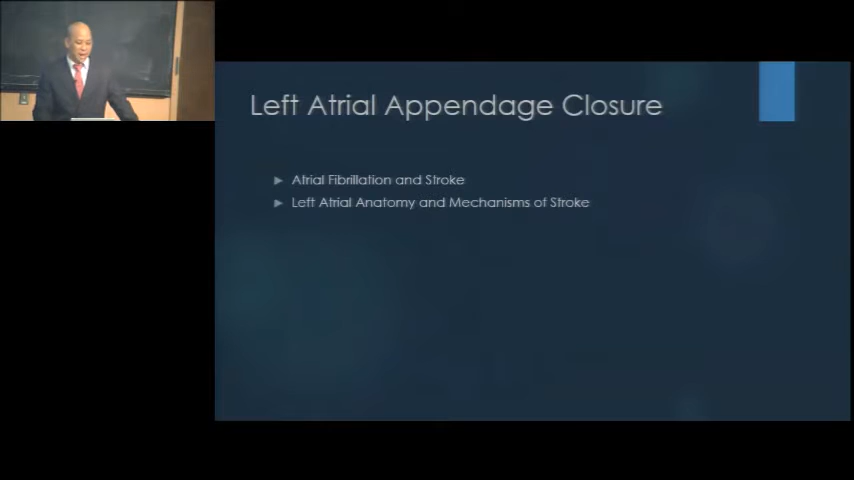 Left Atrial Appendage Closure
Atrial Fibrillation and Stroke
Left Atrial Anatomy and Mechanisms of Stroke